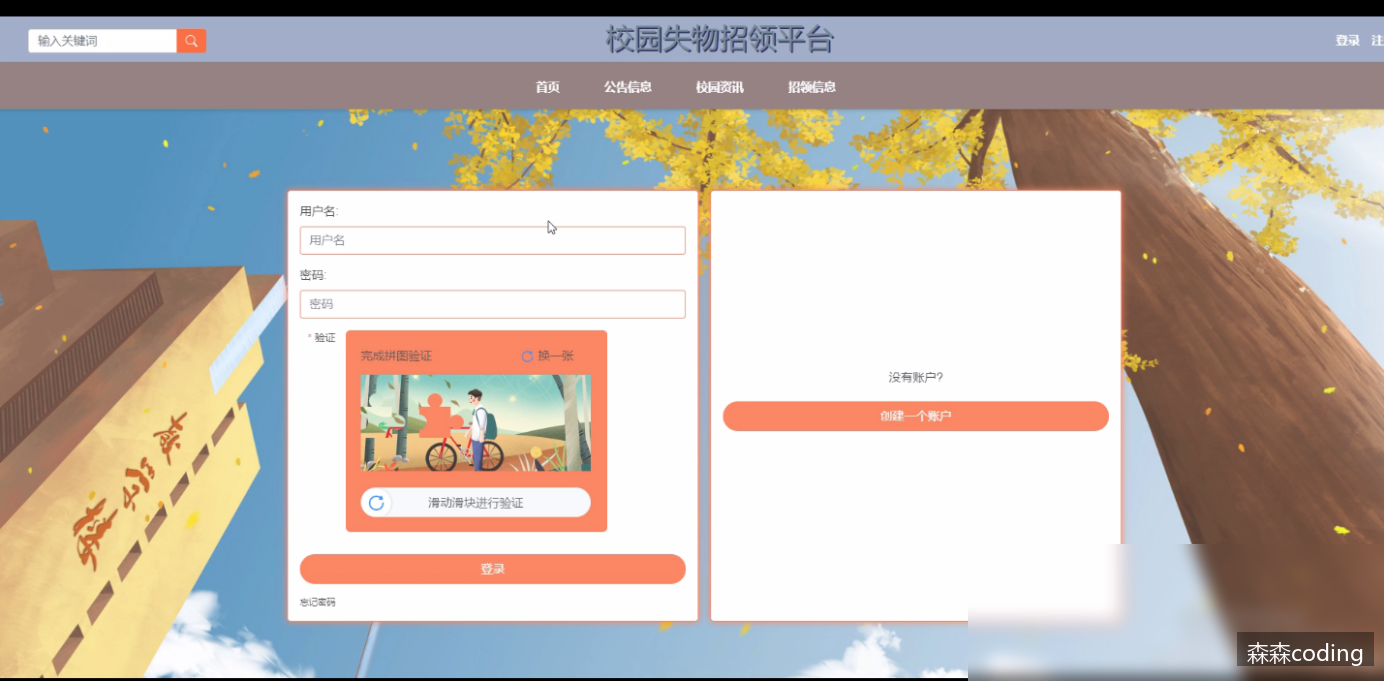 输入关键词
校园失物招领平台
登录 注
首页 公告信息 校园资讯 招领信息
用户名:
用户名
密码:
密码
* 验证
完成拼图验证 换一张
滑动滑块进行验证
登录
忘记密码
没有账户?
创建一个账户
森森coding